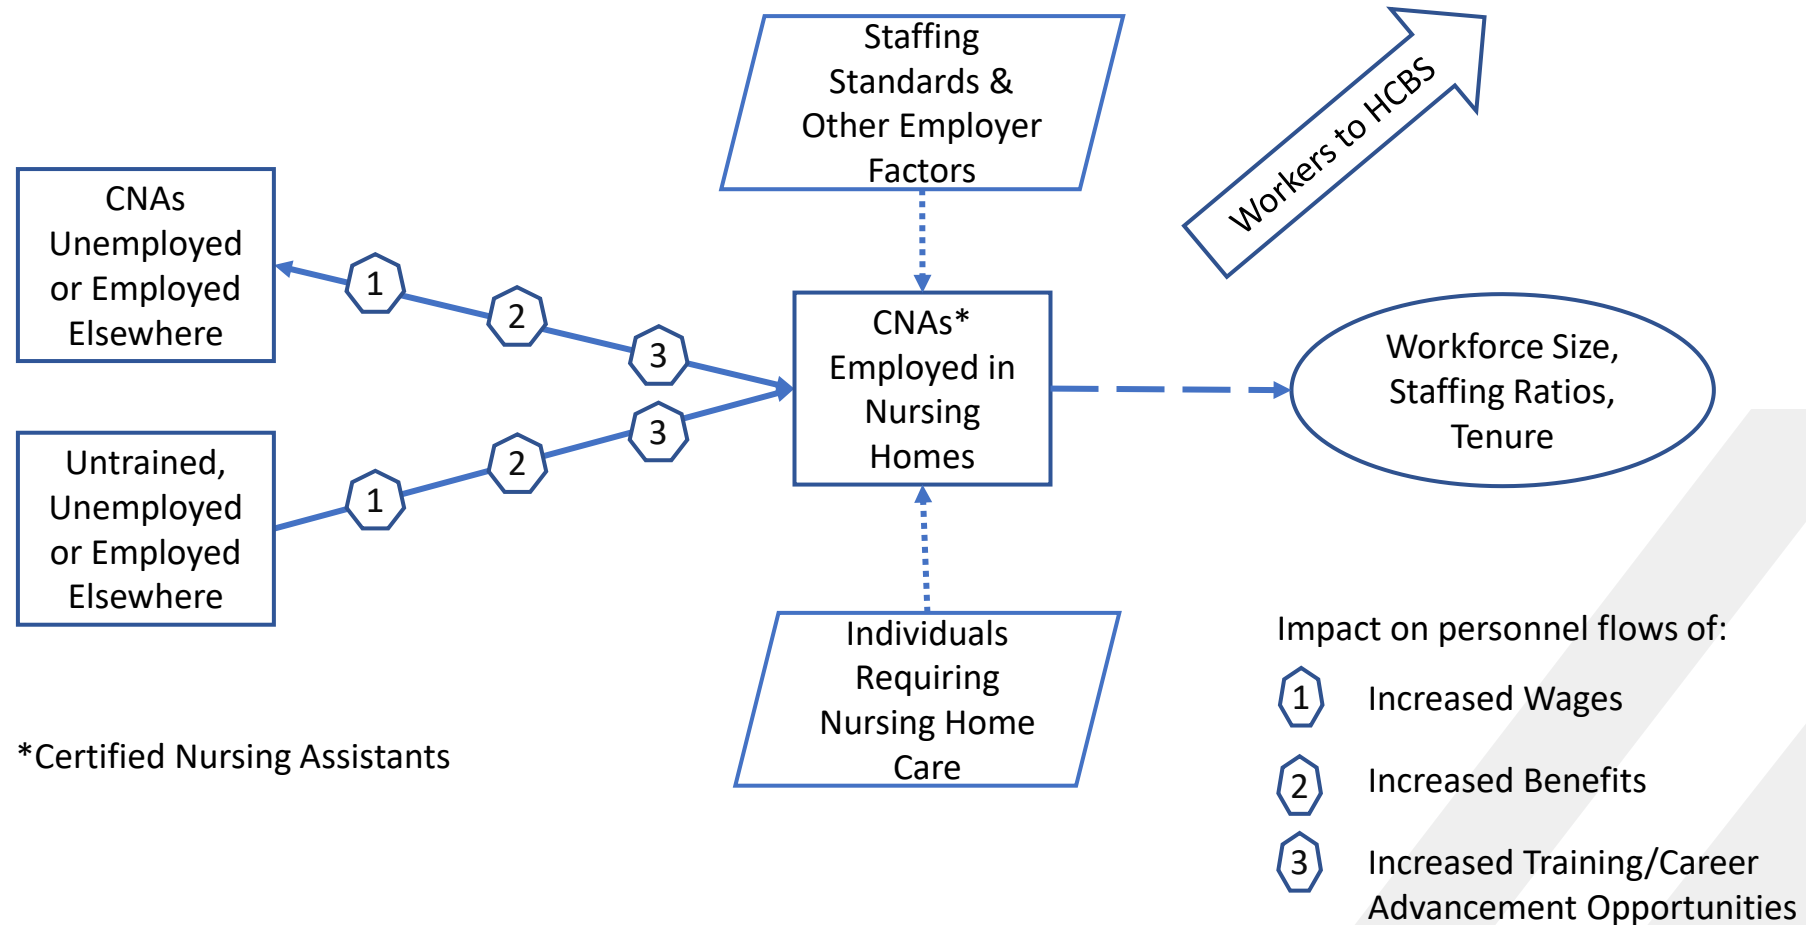 Staffing
Standards &
Other Employer
Factors
Workers to HCBS
CNAs
Unemployed
or Employed
Elsewhere
1
2
3
CNAs*
Employed in
Nursing
Homes
Workforce Size,
Staffing Ratios,
Tenure
Untrained,
Unemployed
or Employed
Elsewhere
1
2
3
Individuals
Requiring
Nursing Home
Care
*Certified Nursing Assistants
Impact on personnel flows of:
1 Increased Wages
2 Increased Benefits
3 Increased Training/Career
Advancement Opportunities